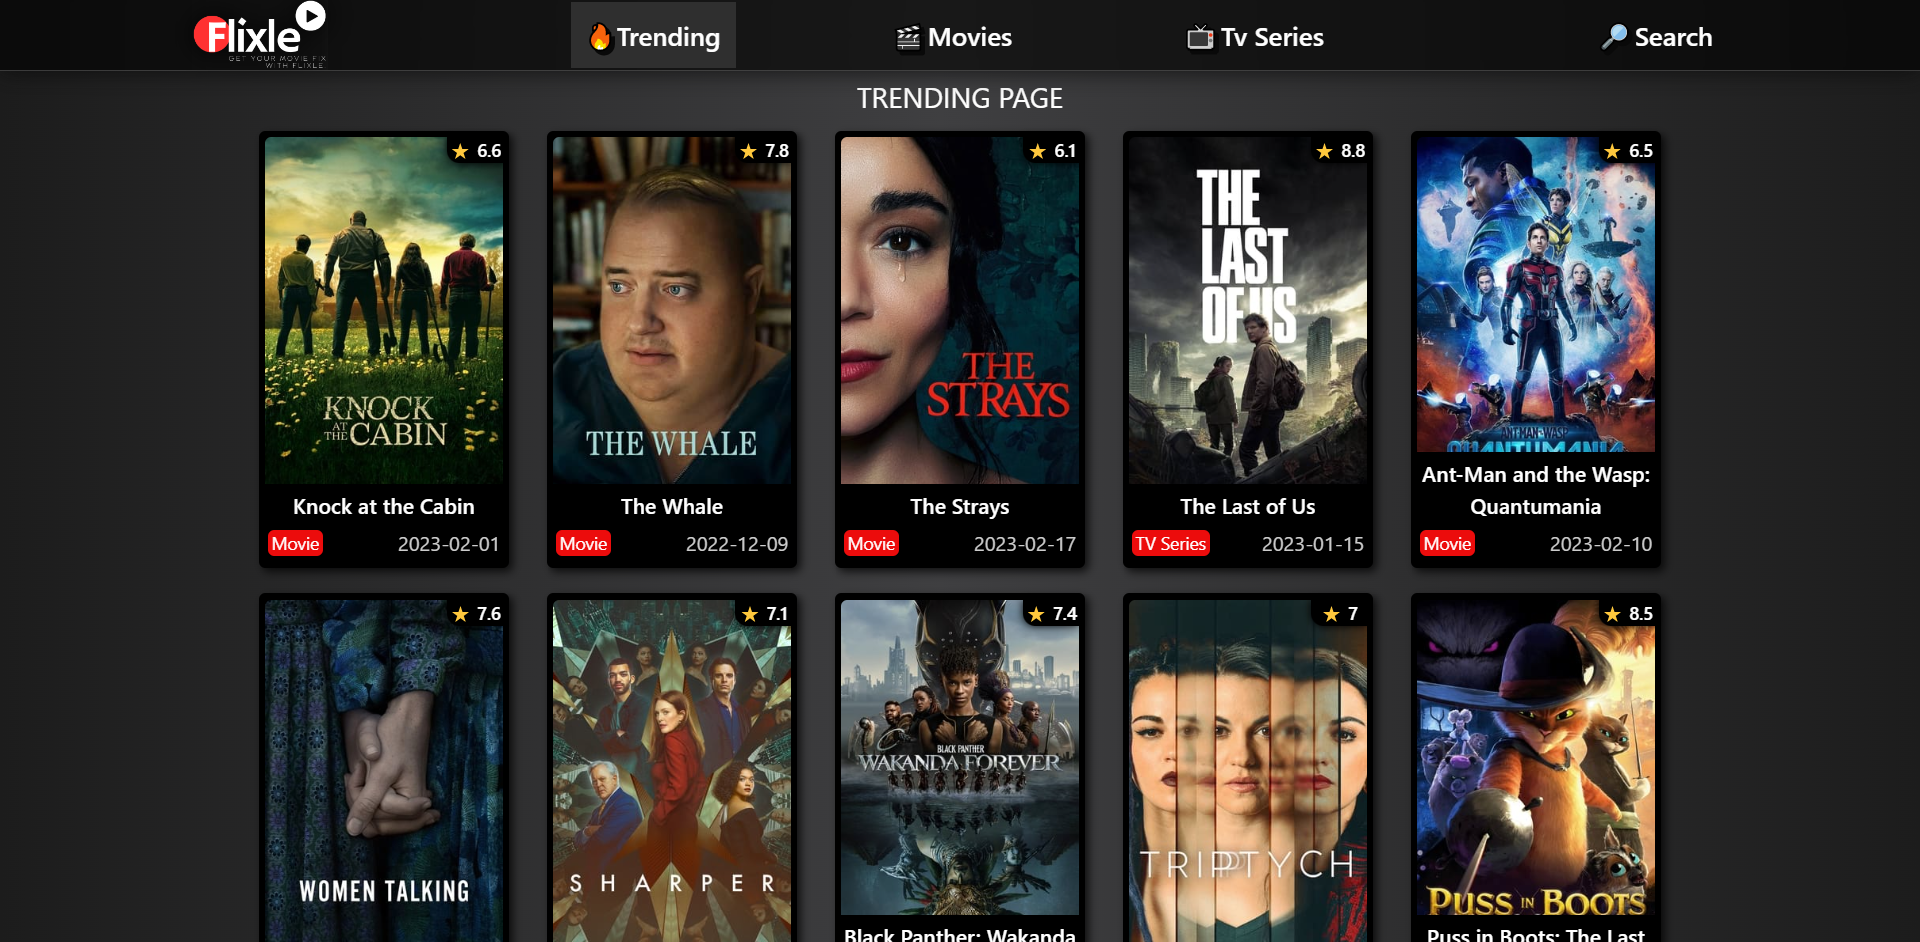 Flixle
GET YOUR MOVIE FIX
WITH FLIXLE
Trending
Movies
Tv Series
Search
TRENDING PAGE
6.6
KNOCK
AT
THE CABIN
Knock at the Cabin
Movie
2023-02-01
7.8
THE WHALE
The Whale
Movie
2022-12-09
6.1
THE
STRAYS
The Strays
Movie
2023-02-17
8.8
THE
LAST
OF US
The Last of Us
TV Series
2023-01-15
6.5
ANT-MAN AND THE WASP
QUANTUMANIA
Ant-Man and the Wasp:
Quantumania
Movie
2023-02-10
7.6
WOMEN TALKING
7.1
SHARPER
7.4
BLACK PANTHER
WAKANDA FOREVER
Black Panther: Wakanda
7
TRIPTYCH
8.5
PUSS IN BOOTS
Puss in Boots: The Last